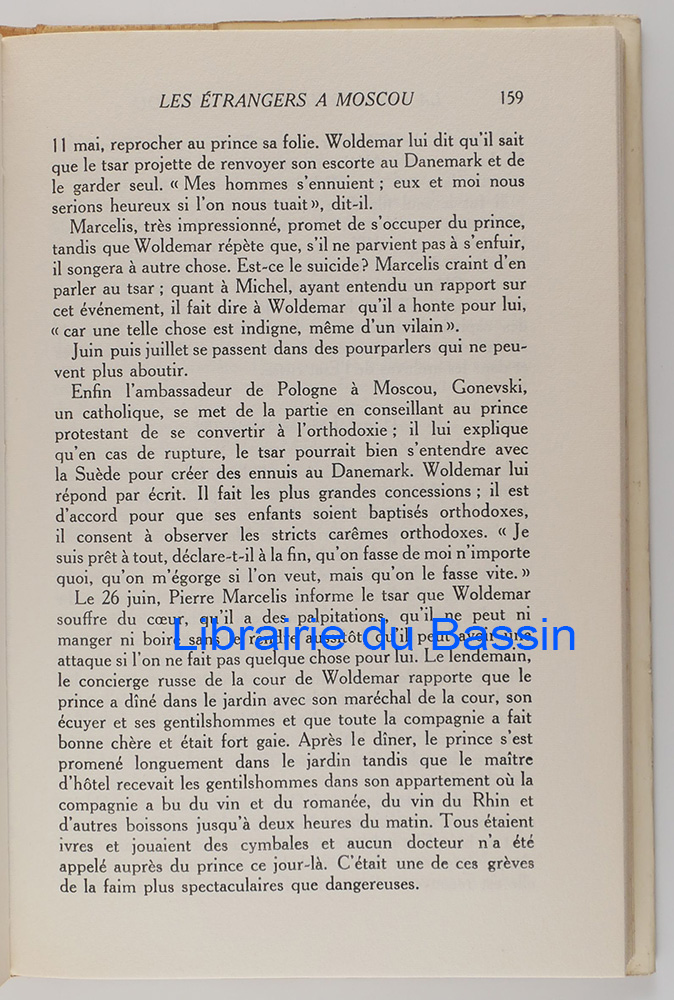 LES ÉTRANGERS A MOSCOU 159
11 mai, reprocher au prince sa folie. Woldemar lui dit qu'il sait
que le tsar projette de renvoyer son escorte au Danemark et de
le garder seul. « Mes hommes s'ennuient ; eux et moi nous
serions heureux si l'on nous tuait », dit-il.
Marcelis, très impressionné, promet de s'occuper du prince,
tandis que Woldemar répète que, s'il ne parvient pas à s'enfuir,
il songera à autre chose. Est-ce le suicide ? Marcelis craint d'en
parler au tsar ; quant à Michel, ayant entendu un rapport sur
cet événement, il fait dire à Woldemar qu'il a honte pour lui,
« car une telle chose est indigne, même d'un vilain ».
Juin puis juillet se passent dans des pourparlers qui ne peu-
vent plus aboutir.
Enfin l'ambassadeur de Pologne à Moscou, Gonevski,
un catholique, se met de la partie en conseillant au prince
protestant de se convertir à l'orthodoxie ; il lui explique
qu'en cas de rupture, le tsar pourrait bien s'entendre avec
la Suède pour créer des ennuis au Danemark. Woldemar lui
répond par écrit. Il fait les plus grandes concessions ; il est
d'accord pour que ses enfants soient baptisés orthodoxes,
il consent à observer les stricts carêmes orthodoxes. « Je
suis prêt à tout, déclare-t-il à la fin, qu'on fasse de moi n'importe
quoi, qu'on m'égorge si l'on veut, mais qu'on le fasse vite. »
Le 26 juin, Pierre Marcelis informe le tsar que Woldemar
souffre du cœur, qu'il a des palpitations, qu'il ne peut ni
manger ni boire sans le rendre aussitôt, qu'il peut avoir une
Librairie du Bassin
attaque si l'on ne fait pas quelque chose pour lui. Le lendemain,
le concierge russe de la cour de Woldemar rapporte que le
prince a dîné dans le jardin avec son maréchal de la cour, son
écuyer et ses gentilshommes et que toute la compagnie a fait
bonne chère et était fort gaie. Après le dîner, le prince s'est
promené longuement dans le jardin tandis que le maître
d'hôtel recevait les gentilshommes dans son appartement où la
compagnie a bu du vin et du romanée, du vin du Rhin et
d'autres boissons jusqu'à deux heures du matin. Tous étaient
ivres et jouaient des cymbales et aucun docteur n'a été
appelé auprès du prince ce jour-là. C'était une de ces grèves
de la faim plus spectaculaires que dangereuses.